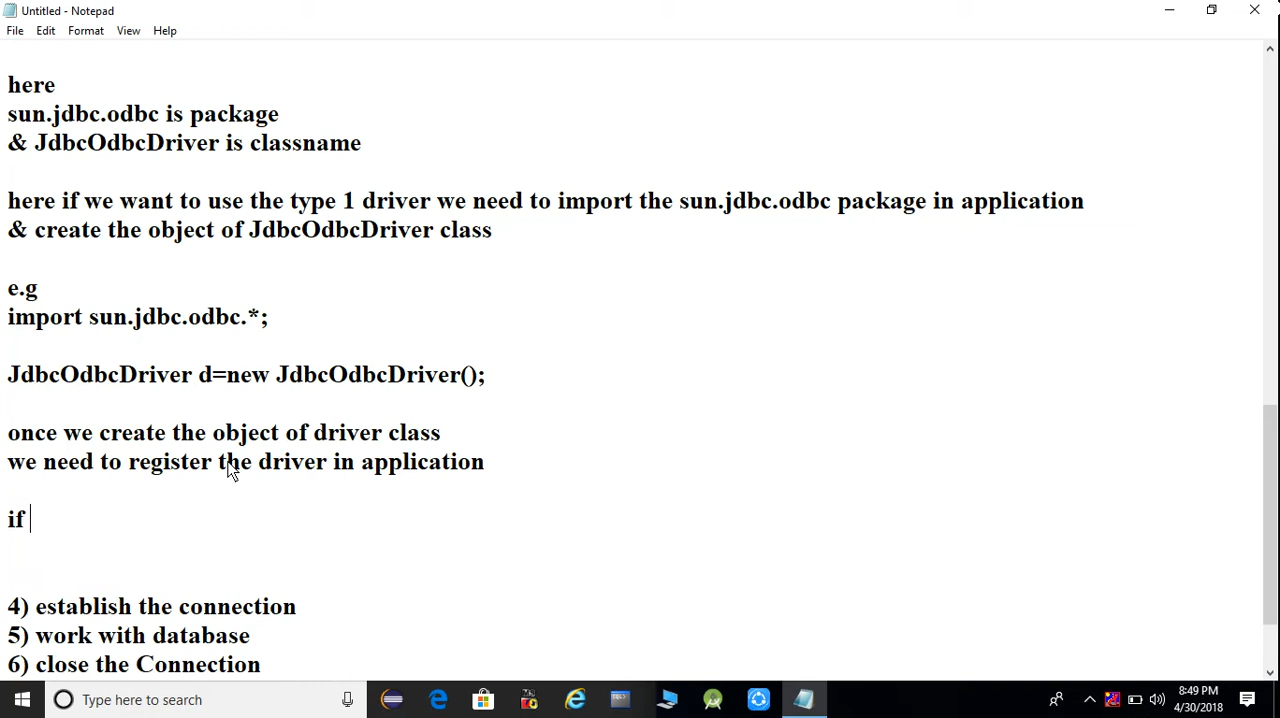 Untitled - Notepad
File Edit Format View Help
here
sun.jdbc.odbc is package
& JdbcOdbcDriver is classname
here if we want to use the type 1 driver we need to import the sun.jdbc.odbc package in application
& create the object of JdbcOdbcDriver class
e.g
import sun.jdbc.odbc.*;
JdbcOdbcDriver d=new JdbcOdbcDriver();
once we create the object of driver class
we need to register the driver in application
if
4) establish the connection
5) work with database
6) close the Connection
Type here to search
8:49 PM
4/30/2018